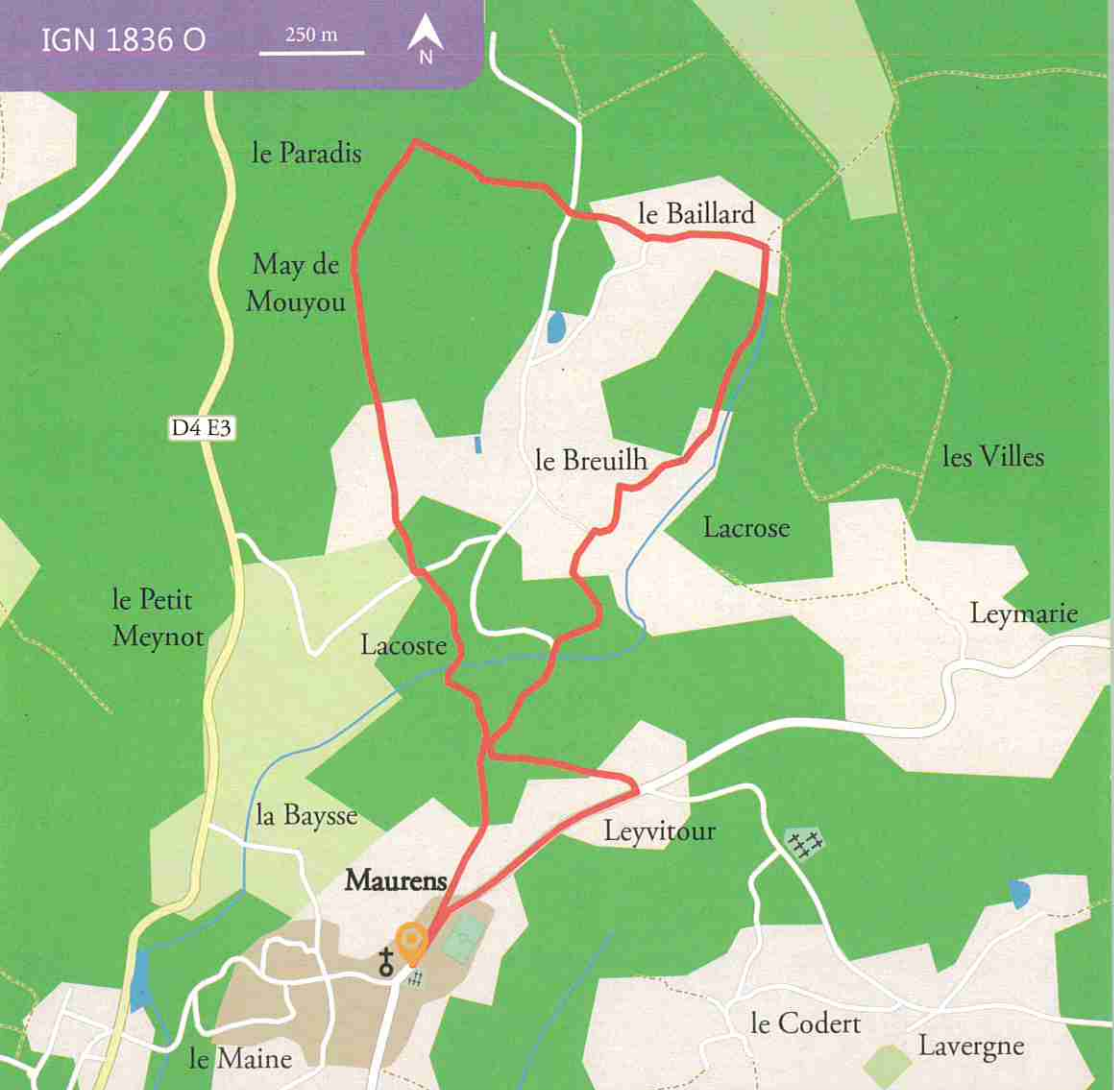 IGN 1836 O
250 m
N
le Paradis
le Baillard
May de
Mouyou
D4 E3
le Breuilh
les Villes
Lacrose
le Petit
Meynot
Leymarie
Lacoste
la Baysse
Leyvitour
Maurens
le Codert
Lavergne
le Maine